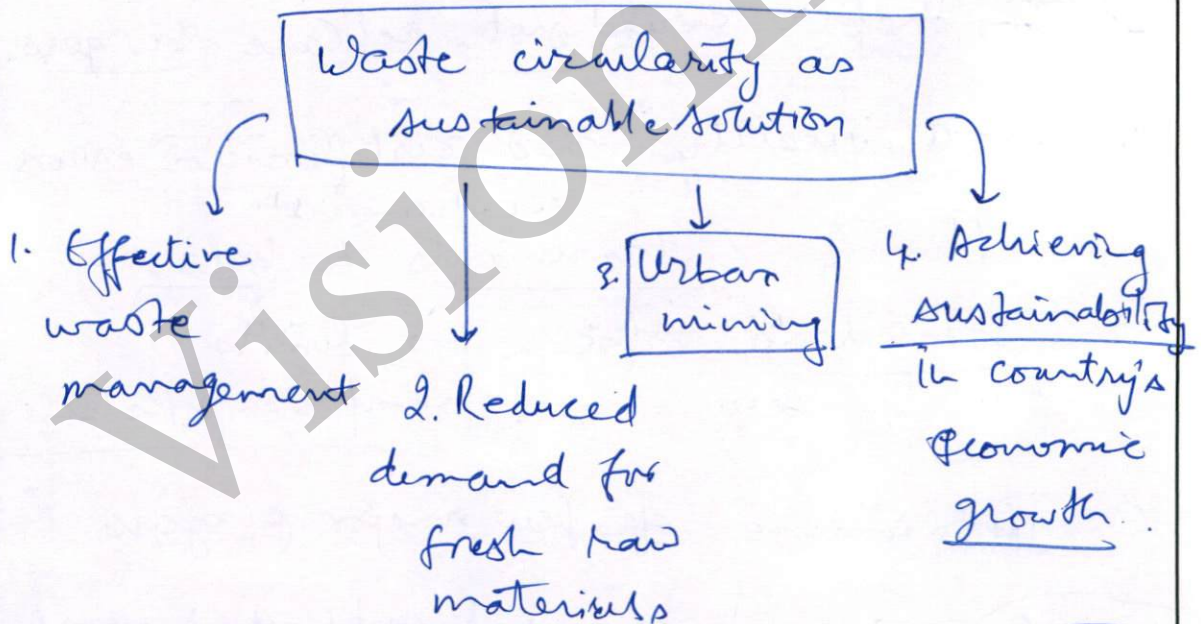 Waste circularity as
sustainable solution
1. Effective
waste
management
2. Reduced
demand for
fresh raw
materials
3. Urban
mining
4. Achieving
sustainability
in country's
economic
growth.
Vision